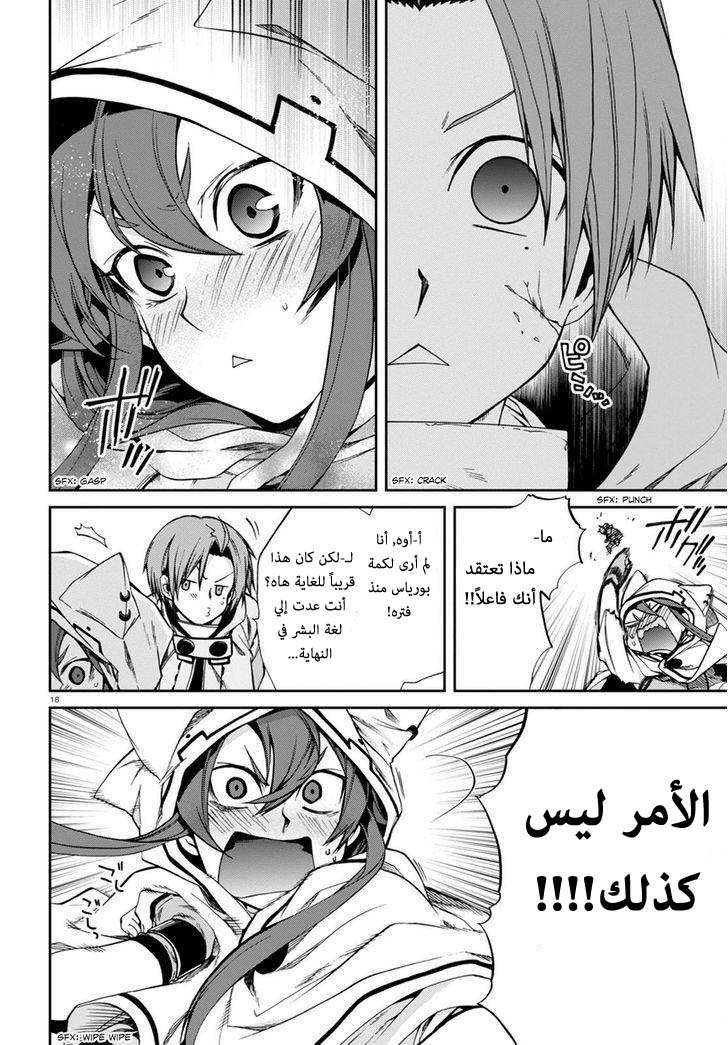 SFX: CRACK
SFX: GASP
SFX: PUNCH
ما-
ماذا تعتقد
أنك فاعلاً!!
أ-أوه, أنا
لم أرى لكمة
بورياس منذ
فتره!
لـ-لكن كان هذا
قريباً للغاية هاه؟
أنت عدت إلي
لغة البشر في
النهاية...
18
الأمر ليس
كذلك!!!!
SFX: WIPE WIPE